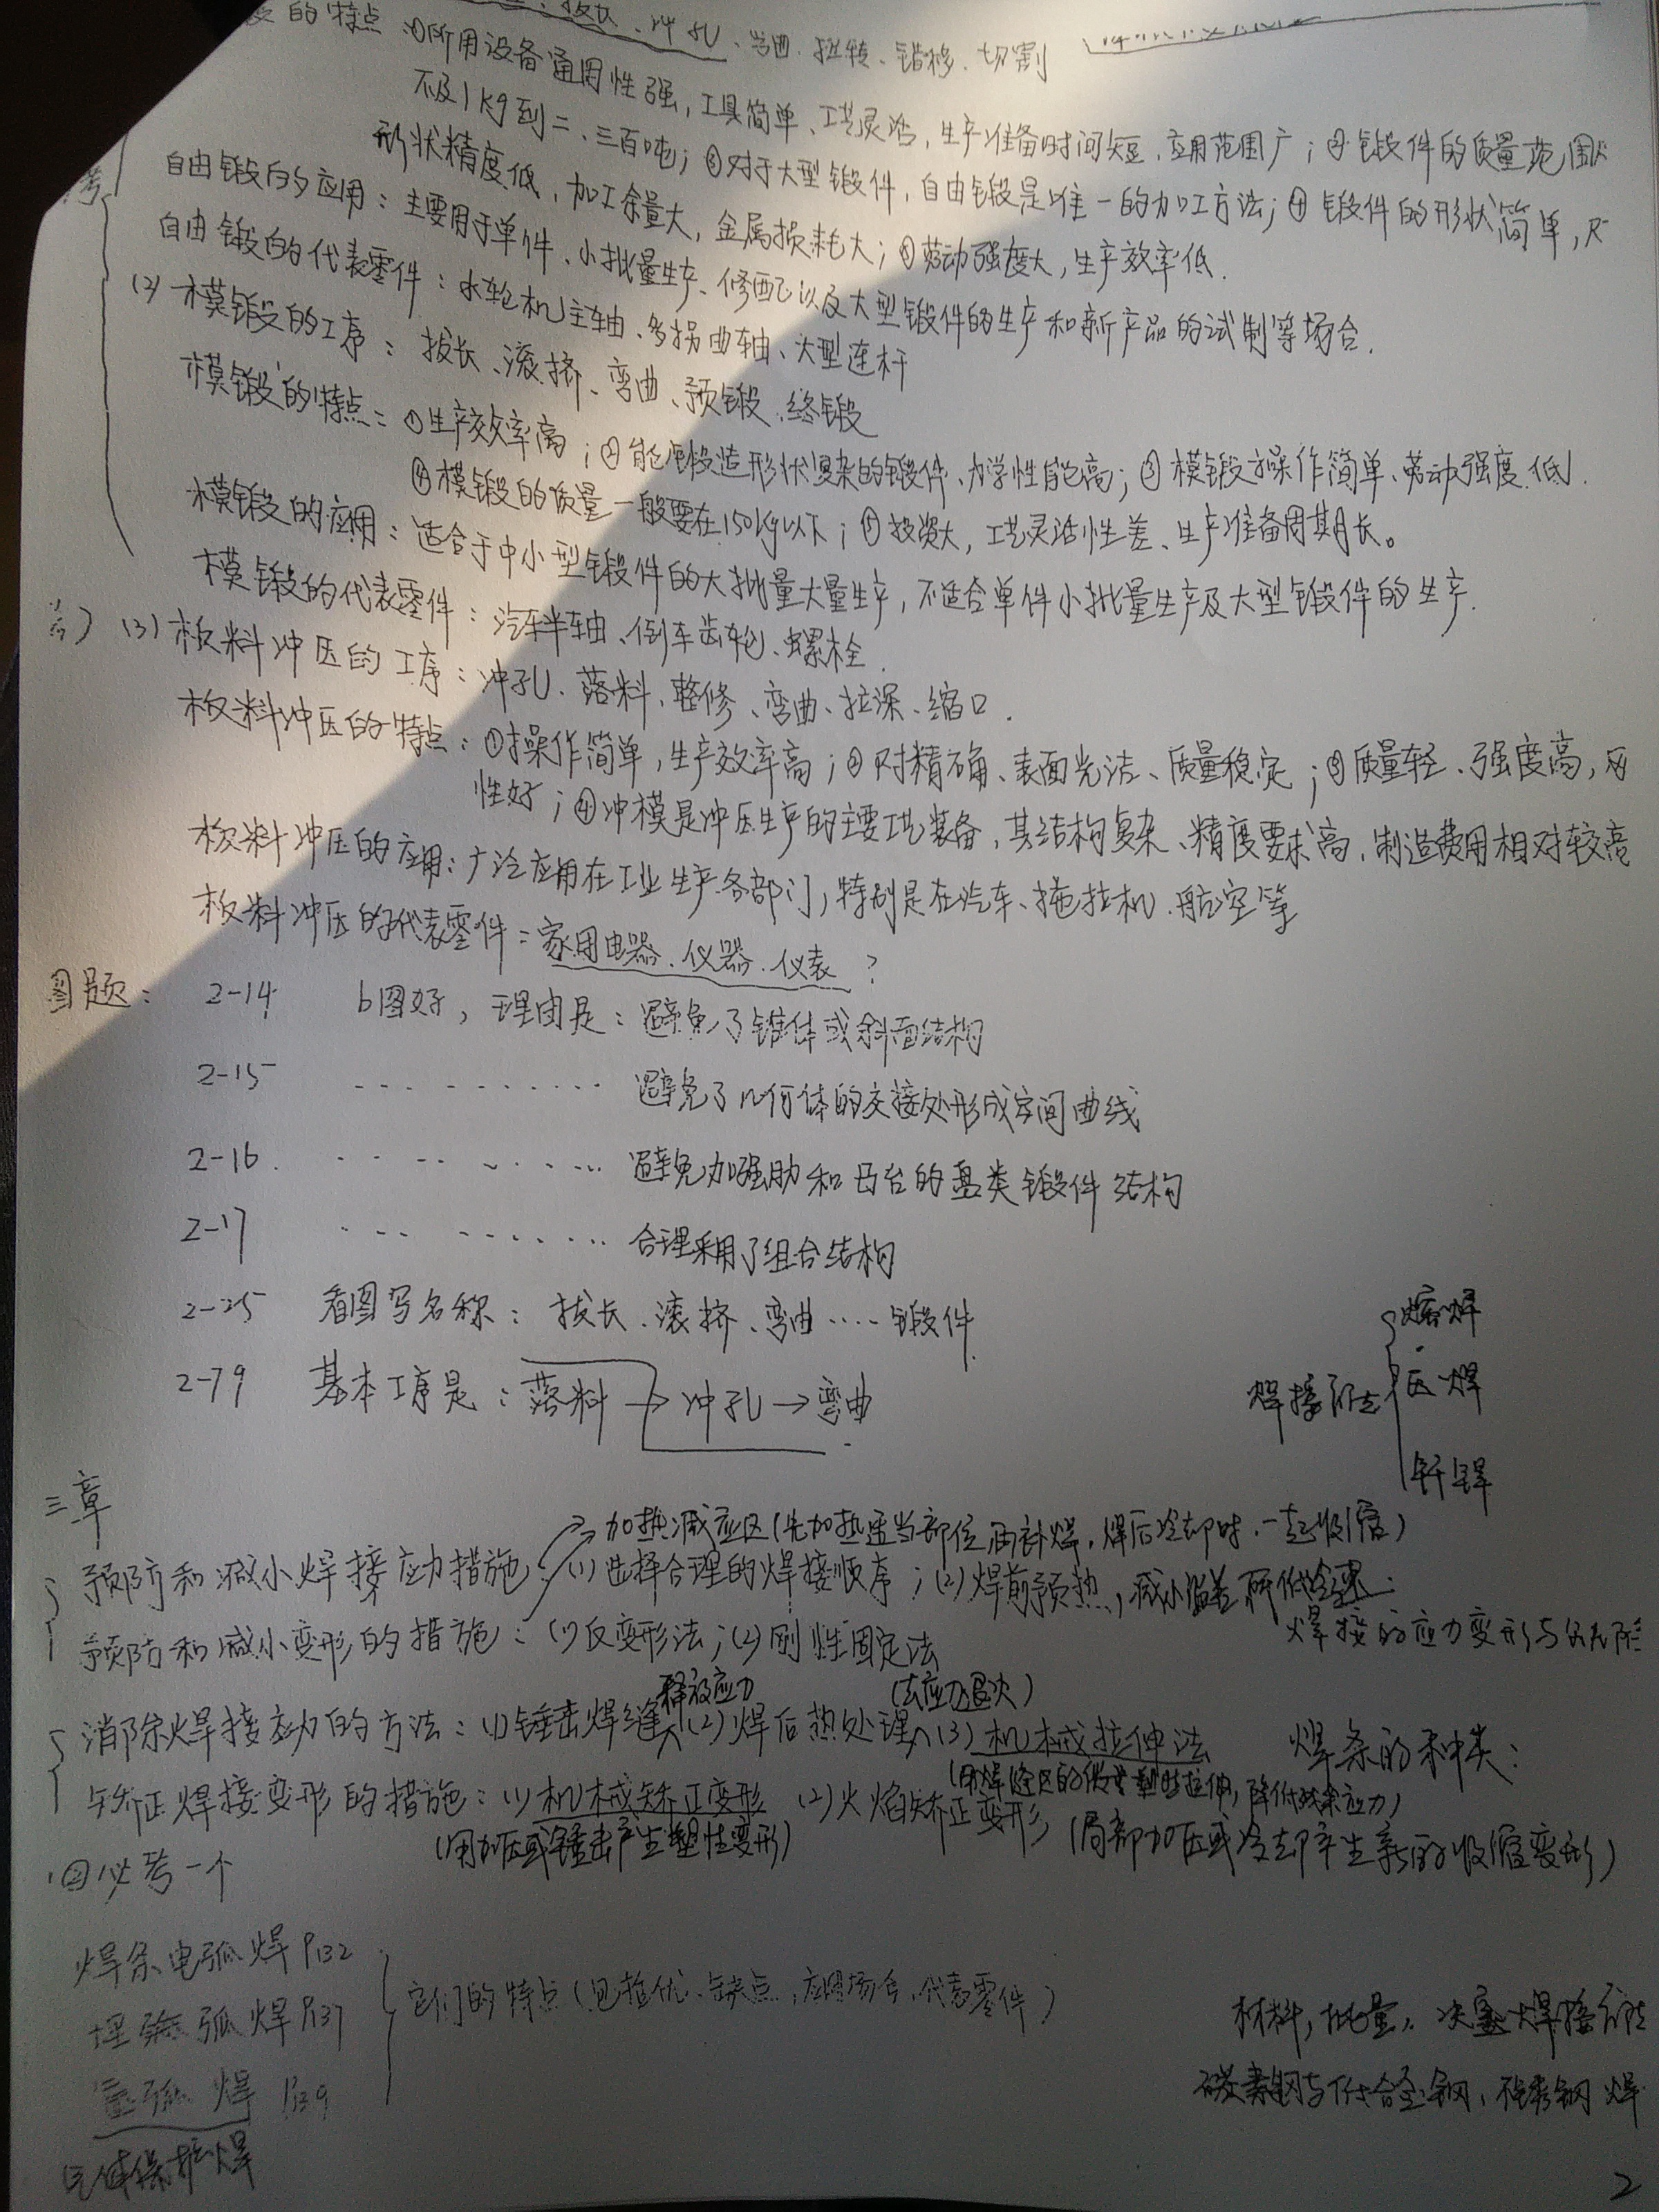 拔长、冲孔、弯曲、扭转、错移、切割
的特点:①所用设备通用性强,工具简单、工艺灵活,生产准备时间短、应用范围广;②锻件的质量范围从
不及1kg到二、三百吨;③对于大型锻件,自由锻是唯一的加工方法;④锻件的形状简单,尺
形状精度低,加工余量大,金属损耗大;⑤劳动强度大,生产效率低.
自由锻的应用:主要用于单件、小批量生产、修配以及大型锻件的生产和新产品的试制等场合.
自由锻的代表零件:水轮机主轴、多拐曲轴、大型连杆
(2)模锻的工序:拔长、滚挤、弯曲、预锻、终锻
模锻的特点:①生产效率高;②能锻造形状复杂的锻件、力学性能高;③模锻操作简单、劳动强度低.
④模锻的质量一般要在150kg以下;⑤投资大,工艺灵活性差、生产准备周期长。
模锻的应用:适合于中小型锻件的大批量大量生产,不适合单件小批量生产及大型锻件的生产.
模锻的代表零件:汽车半轴、倒车齿轮、螺栓.
(3)板料冲压的工序:冲孔、落料、整修、弯曲、拉深、缩口.
板料冲压的特点:①操作简单,生产效率高;②尺寸精确、表面光洁、质量稳定;③质量轻、强度高,
性好;④冲模是冲压生产的主要工艺装备,其结构复杂、精度要求高,制造费用相对较高
板料冲压的应用:广泛应用在工业生产各部门,特别是在汽车、拖拉机、航空等
板料冲压的代表零件:家用电器、仪器、仪表?
图题: 2-14 b图好,理由是:避免了锥体或斜面结构
2-15 ………… 避免了几何体的交接处形成空间曲线
2-16 ………… 避免加强肋和凸台的盘类锻件结构
2-17 ………… 合理采用了组合结构
2-25 看图写名称:拔长、滚挤、弯曲……锻件
2-79 基本工序是:落料→冲孔→弯曲
焊接方法 熔焊
压焊
钎焊
三章
加热减应区(先加热适当部位再补焊,焊后冷却时,一起收缩)
预防和减小焊接应力措施:(1)选择合理的焊接顺序;(2)焊前预热,减小温差降低冷速.
预防和减小变形的措施:(1)反变形法;(2)刚性固定法
焊接的应力变形与
释放应力 (去应力退火)
消除焊接应力的方法:(1)锤击焊缝(2)焊后热处理(3)机械拉伸法
焊条的种类:
矫正焊接变形的措施:(1)机械矫正变形 (2)火焰矫正变形(局部加压或冷却产生新的收缩变形)
(用加压或锤击产生塑性变形)
必考一个
焊条电弧焊P132
埋弧焊P137
氩弧焊P139
气体保护焊
它们的特点(包括优、缺点,应用场合、代表零件)
材料,批量,决定焊接方法
碳素钢与低合金钢、不锈钢焊
2